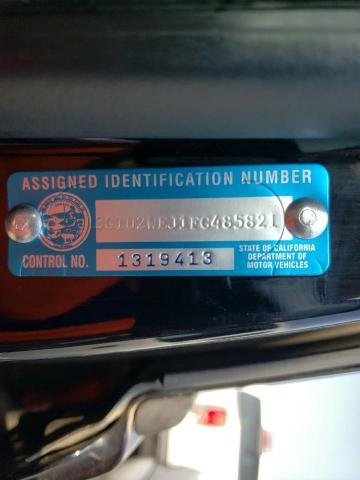 ASSIGNED IDENTIFICATION NUMBER
CONTROL NO. 1319413
STATE OF CALIFORNIA
DEPARTMENT OF
MOTOR VEHICLES